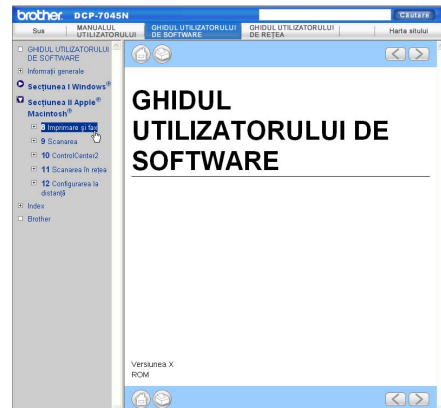 brother DCP-7045N
Căutare
Sus
MANUALUL
UTILIZATORULUI
GHIDUL UTILIZATORULUI
DE SOFTWARE
GHIDUL UTILIZATORULUI
DE REȚEA
Harta sitului
GHIDUL UTILIZATORULUI
DE SOFTWARE
Informații generale
Secțiunea I Windows®
Secțiunea II Apple®
Macintosh®
8 Imprimare și fax
9 Scanarea
10 ControlCenter2
11 Scanarea în rețea
12 Configurarea la
distanță
Index
Brother
GHIDUL
UTILIZATORULUI DE
SOFTWARE
Versiunea X
ROM